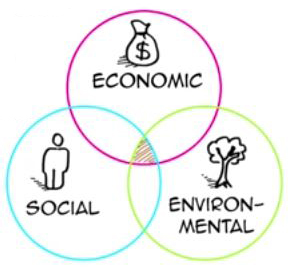 $
ECONOMIC
SOCIAL
ENVIRON-
MENTAL